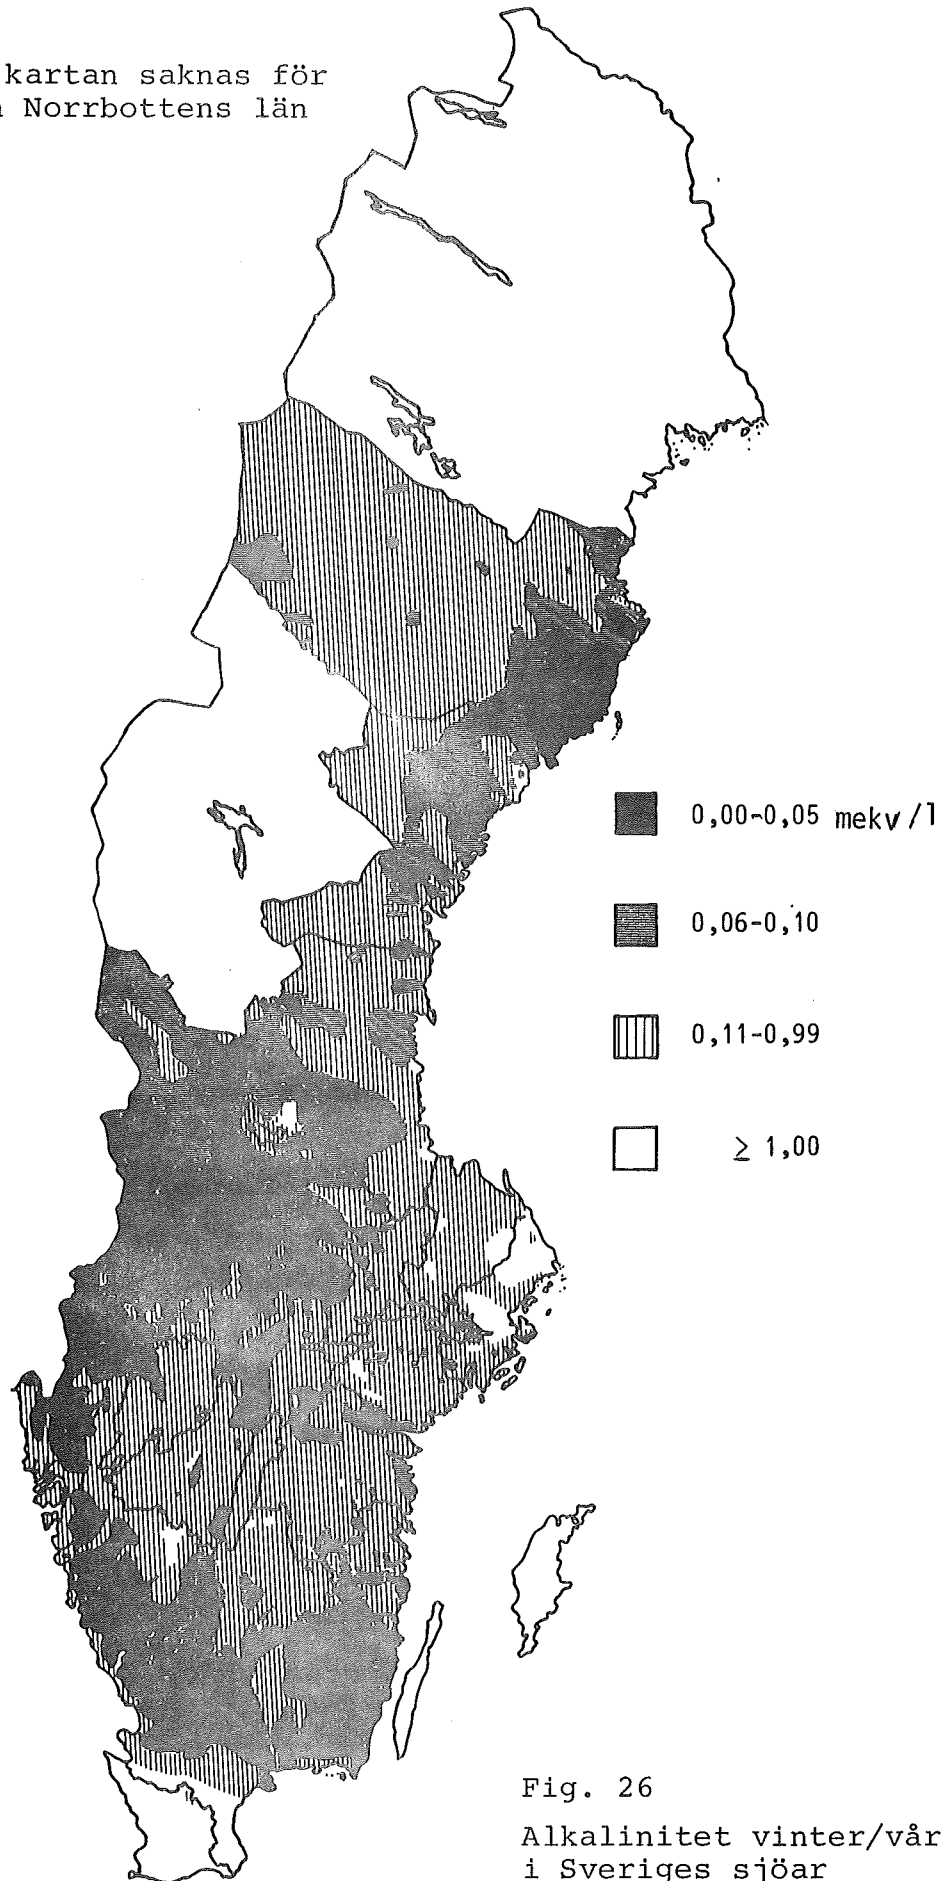 kartan saknas för
Norrbottens län
0,00-0,05 mekv/l
0,06-0,10
0,11-0,99
≥ 1,00
Fig. 26
Alkalinitet vinter/vår
i Sveriges sjöar